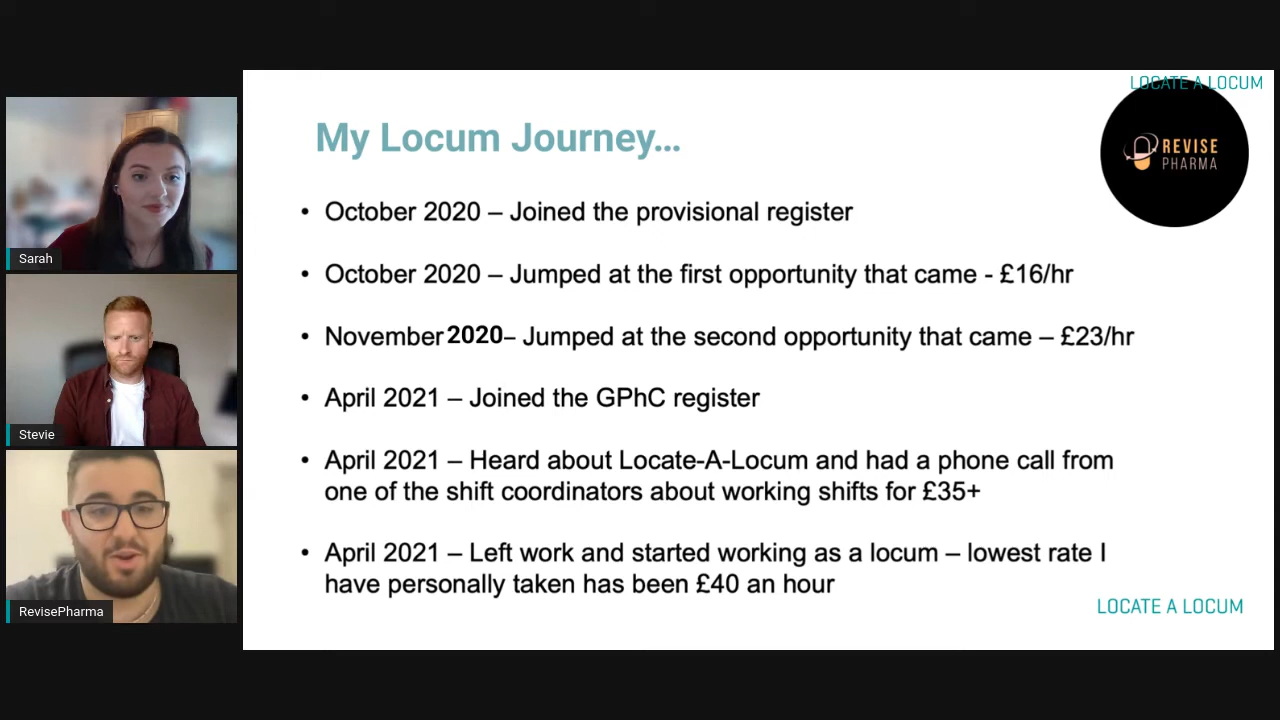 LOCATE A LOCUM
REVISE
PHARMA
My Locum Journey...
• October 2020 – Joined the provisional register
• October 2020 – Jumped at the first opportunity that came - £16/hr
• November 2020– Jumped at the second opportunity that came – £23/hr
• April 2021 – Joined the GPhC register
• April 2021 – Heard about Locate-A-Locum and had a phone call from
one of the shift coordinators about working shifts for £35+
• April 2021 – Left work and started working as a locum – lowest rate I
have personally taken has been £40 an hour
LOCATE A LOCUM
Sarah
Stevie
RevisePharma